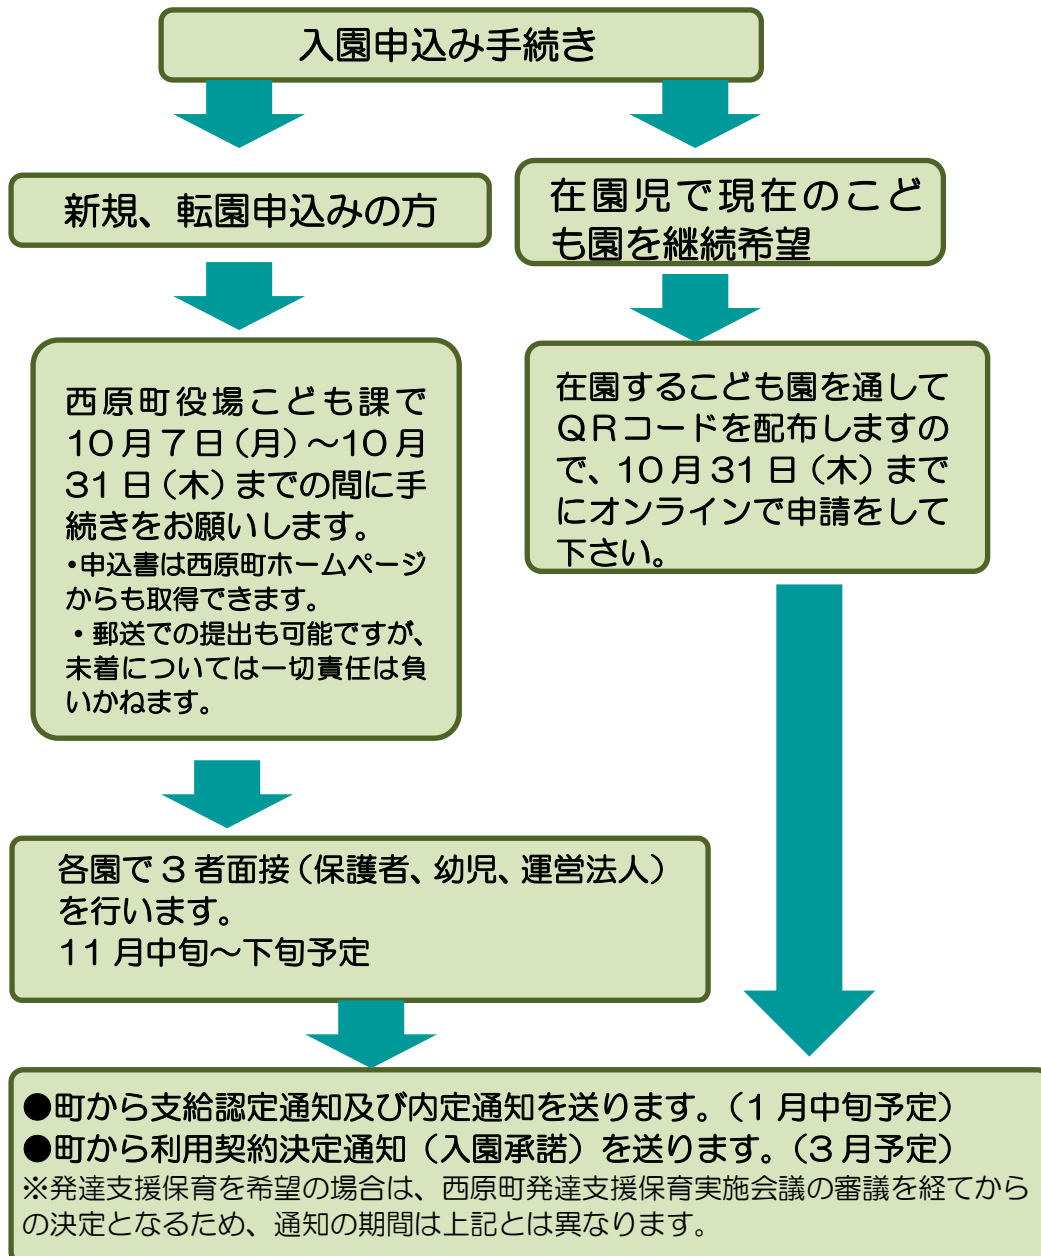 入園申込み手続き
新規、転園申込みの方
在園児で現在のこど
も園を継続希望
西原町役場こども課で
10月7日(月)~10月
31日(木)までの間に手
続きをお願いします。
・申込書は西原町ホームページ
からも取得できます。
・郵送での提出も可能ですが、
未着については一切責任は負
いかねます。
在園するこども園を通して
QRコードを配布しますの
で、10月31日(木)まで
にオンラインで申請をして
下さい。
各園で3者面接(保護者、幼児、運営法人)
を行います。
11月中旬~下旬予定
●町から支給認定通知及び内定通知を送ります。(1月中旬予定)
●町から利用契約決定通知(入園承諾)を送ります。(3月予定)
※発達支援保育を希望の場合は、西原町発達支援保育実施会議の審議を経てから
の決定となるため、通知の期間は上記とは異なります。